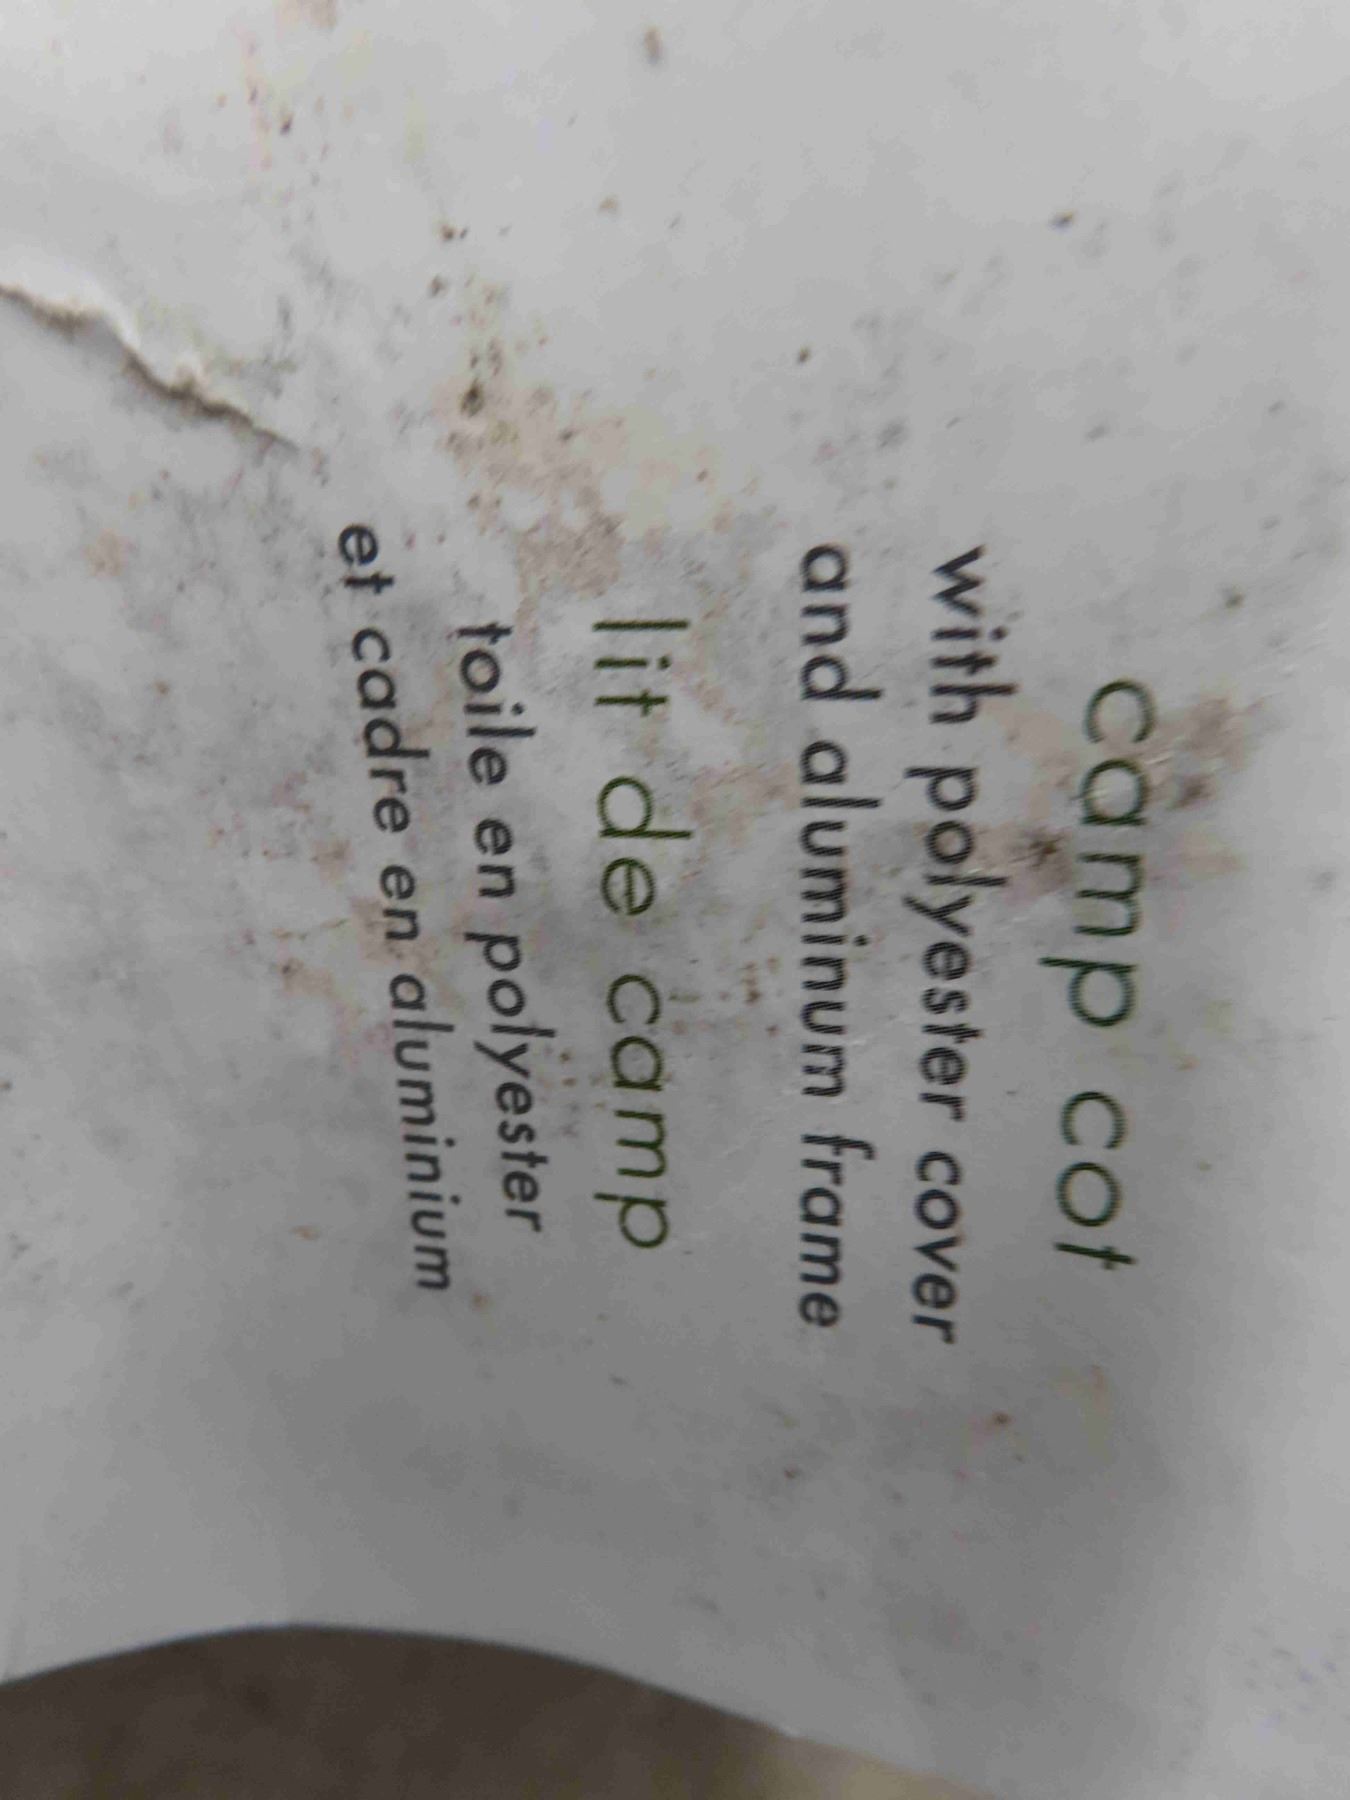 camp cot
with polyester cover
and aluminum frame
lit de camp
toile en polyester
et cadre en aluminium